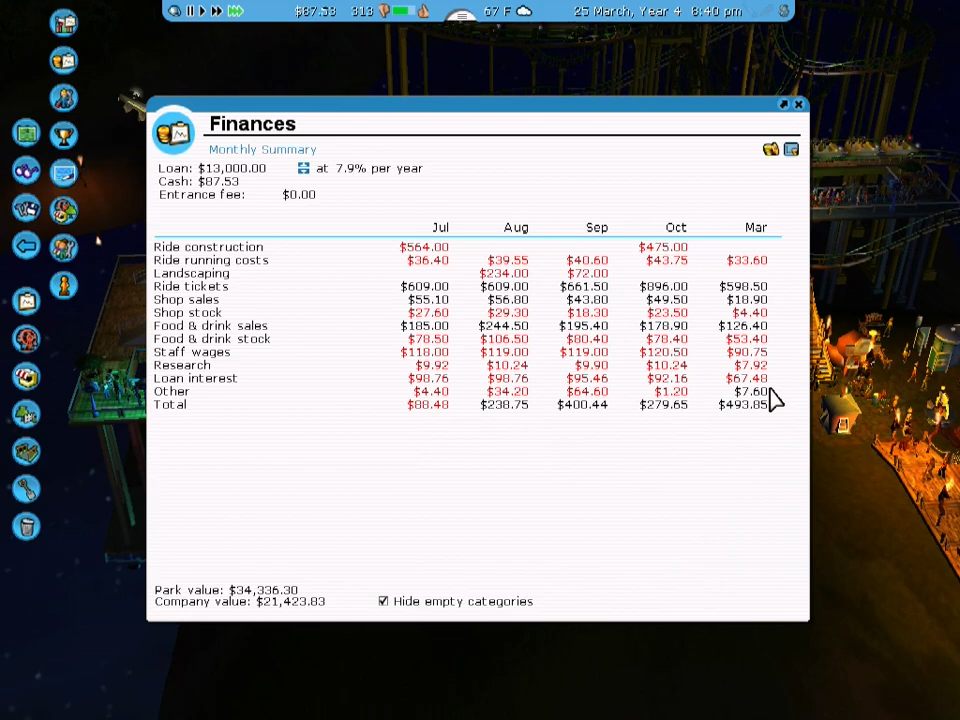 $87.53 313 67 F 25 March, Year 4 8:40 pm
Finances
Monthly Summary
Loan: $13,000.00 at 7.9% per year
Cash: $87.53
Entrance fee: $0.00
Jul Aug Sep Oct Mar
Ride construction $564.00 $475.00
Ride running costs $36.40 $39.55 $40.60 $43.75 $33.60
Landscaping $234.00 $72.00
Ride tickets $609.00 $609.00 $661.50 $896.00 $598.50
Shop sales $55.10 $56.80 $43.80 $49.50 $18.90
Shop stock $27.60 $29.30 $18.30 $23.50 $4.40
Food & drink sales $185.00 $244.50 $195.40 $178.90 $126.40
Food & drink stock $78.50 $106.50 $80.40 $78.40 $53.40
Staff wages $118.00 $119.00 $119.00 $120.50 $90.75
Research $9.92 $10.24 $9.90 $10.24 $7.92
Loan interest $98.76 $98.76 $95.46 $92.16 $67.48
Other $4.40 $34.20 $64.60 $1.20 $7.60
Total $88.48 $238.75 $400.44 $279.65 $493.85
Park value: $34,336.30
Company value: $21,423.83 Hide empty categories